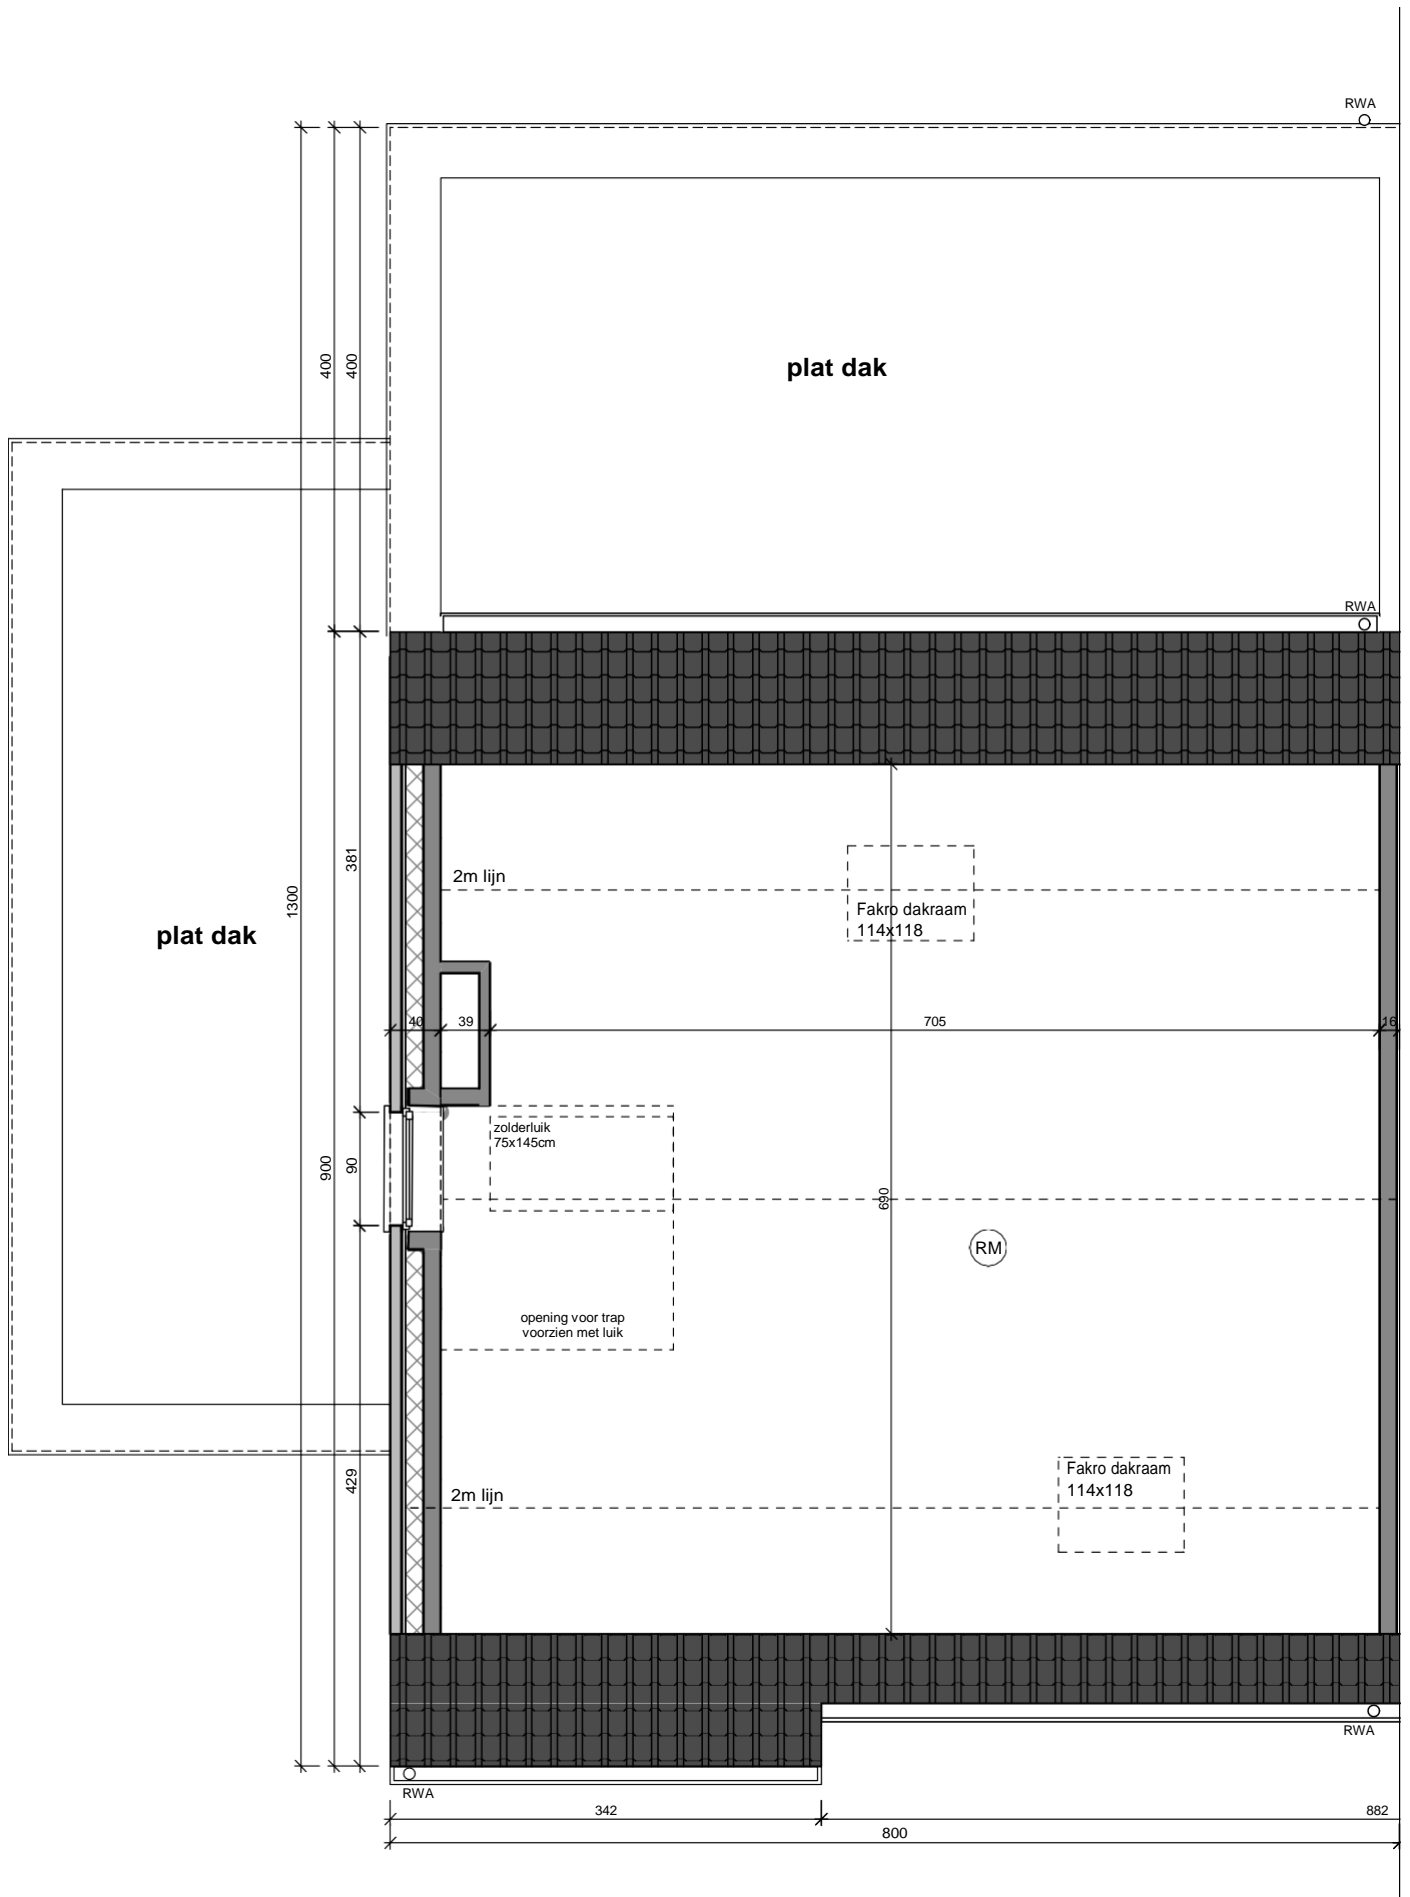 RWA
400
400
plat dak
RWA
381
1300
2m lijn
Fakro dakraam
114x118
plat dak
40
39
705
16
zolderluik
75x145cm
900
90
690
RM
opening voor trap
voorzien met luik
429
2m lijn
Fakro dakraam
114x118
RWA
RWA
342
882
800